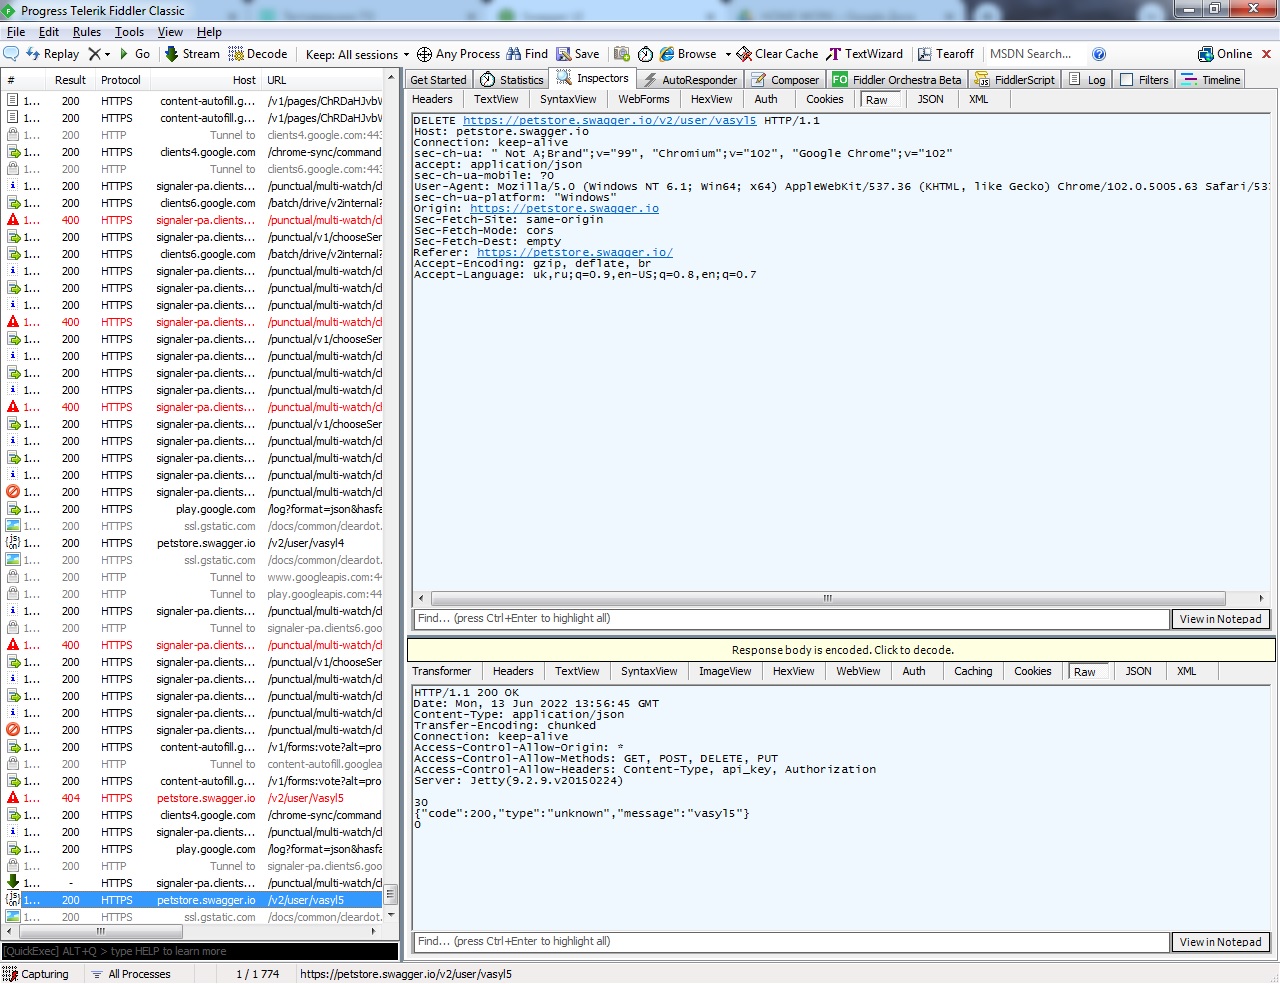 Progress Telerik Fiddler Classic
File Edit Rules Tools View Help
Replay Go Stream Decode Keep: All sessions Any Process Find Save Browse Clear Cache TextWizard Tearoff MSDN Search... Online
# Result Protocol Host URL
1... 200 HTTPS content-autofill.g... /v1/pages/ChRDaHJvbW
1... 200 HTTPS content-autofill.g... /v1/pages/ChRDaHJvbW
1... 200 HTTP Tunnel to clients4.google.com:443
1... 200 HTTPS clients4.google.com /chrome-sync/command
1... 200 HTTP Tunnel to clients6.google.com:443
1... 200 HTTPS signaler-pa.clients... /punctual/multi-watch/ch
1... 200 HTTPS clients6.google.com /batch/drive/v2internal?
1... 400 HTTPS signaler-pa.clients... /punctual/multi-watch/ch
1... 200 HTTPS signaler-pa.clients... /punctual/v1/chooseSer
1... 200 HTTPS clients6.google.com /batch/drive/v2internal?
1... 200 HTTPS signaler-pa.clients... /punctual/multi-watch/ch
1... 200 HTTPS signaler-pa.clients... /punctual/multi-watch/ch
1... 200 HTTPS signaler-pa.clients... /punctual/multi-watch/ch
1... 400 HTTPS signaler-pa.clients... /punctual/multi-watch/ch
1... 200 HTTPS signaler-pa.clients... /punctual/v1/chooseSer
1... 200 HTTPS signaler-pa.clients... /punctual/multi-watch/ch
1... 200 HTTPS signaler-pa.clients... /punctual/multi-watch/ch
1... 200 HTTPS signaler-pa.clients... /punctual/multi-watch/ch
1... 400 HTTPS signaler-pa.clients... /punctual/multi-watch/ch
1... 200 HTTPS signaler-pa.clients... /punctual/v1/chooseSer
1... 200 HTTPS signaler-pa.clients... /punctual/multi-watch/ch
1... 200 HTTPS signaler-pa.clients... /punctual/multi-watch/ch
1... 200 HTTPS signaler-pa.clients... /punctual/multi-watch/ch
1... 200 HTTPS signaler-pa.clients... /punctual/multi-watch/ch
1... 200 HTTPS play.google.com /log?format=json&hasfa
1... 200 HTTPS ssl.gstatic.com /docs/common/cleardot.
1... 200 HTTPS petstore.swagger.io /v2/user/vasyl4
1... 200 HTTPS ssl.gstatic.com /docs/common/cleardot.
1... 200 HTTP Tunnel to www.googleapis.com:44
1... 200 HTTP Tunnel to play.googleapis.com:44
1... 200 HTTPS signaler-pa.clients... /punctual/multi-watch/ch
1... 200 HTTP Tunnel to signaler-pa.clients6.goo
1... 400 HTTPS signaler-pa.clients... /punctual/multi-watch/ch
1... 200 HTTPS signaler-pa.clients... /punctual/v1/chooseSer
1... 200 HTTPS signaler-pa.clients... /punctual/multi-watch/ch
1... 200 HTTPS signaler-pa.clients... /punctual/multi-watch/ch
1... 200 HTTPS signaler-pa.clients... /punctual/multi-watch/ch
1... 200 HTTPS signaler-pa.clients... /punctual/multi-watch/ch
1... 200 HTTPS content-autofill.g... /v1/forms:vote?alt=pro
1... 200 HTTP Tunnel to content-autofill.googlea
1... 200 HTTPS content-autofill.g... /v1/forms:vote?alt=pro
1... 404 HTTPS petstore.swagger.io /v2/user/Vasyl5
1... 200 HTTPS clients4.google.com /chrome-sync/command
1... 200 HTTPS signaler-pa.clients... /punctual/multi-watch/ch
1... 200 HTTPS play.google.com /log?format=json&hasfa
1... 200 HTTP Tunnel to signaler-pa.clients6.goo
1... - HTTPS signaler-pa.clients... /punctual/multi-watch/ch
1... 200 HTTPS petstore.swagger.io /v2/user/vasyl5
1... 200 HTTPS ssl.gstatic.com /docs/common/cleardot.
[QuickExec] ALT+Q > type HELP to learn more
Get Started Statistics Inspectors AutoResponder Composer FO Fiddler Orchestra Beta FiddlerScript Log Filters Timeline
Headers TextView SyntaxView WebForms HexView Auth Cookies Raw JSON XML
DELETE https://petstore.swagger.io/v2/user/vasyl5 HTTP/1.1
Host: petstore.swagger.io
Connection: keep-alive
sec-ch-ua: " Not A;Brand";v="99", "Chromium";v="102", "Google Chrome";v="102"
accept: application/json
sec-ch-ua-mobile: ?0
User-Agent: Mozilla/5.0 (Windows NT 6.1; Win64; x64) AppleWebKit/537.36 (KHTML, like Gecko) Chrome/102.0.5005.63 Safari/537
sec-ch-ua-platform: "Windows"
Origin: https://petstore.swagger.io
Sec-Fetch-Site: same-origin
Sec-Fetch-Mode: cors
Sec-Fetch-Dest: empty
Referer: https://petstore.swagger.io/
Accept-Encoding: gzip, deflate, br
Accept-Language: uk,ru;q=0.9,en-US;q=0.8,en;q=0.7
Find... (press Ctrl+Enter to highlight all) View in Notepad
Response body is encoded. Click to decode.
Transformer Headers TextView SyntaxView ImageView HexView WebView Auth Caching Cookies Raw JSON XML
HTTP/1.1 200 OK
Date: Mon, 13 Jun 2022 13:56:45 GMT
Content-Type: application/json
Transfer-Encoding: chunked
Connection: keep-alive
Access-Control-Allow-Origin: *
Access-Control-Allow-Methods: GET, POST, DELETE, PUT
Access-Control-Allow-Headers: Content-Type, api_key, Authorization
Server: Jetty(9.2.9.v20150224)
30
{"code":200,"type":"unknown","message":"vasyl5"}
0
Find... (press Ctrl+Enter to highlight all) View in Notepad
Capturing All Processes 1 / 1 774 https://petstore.swagger.io/v2/user/vasyl5